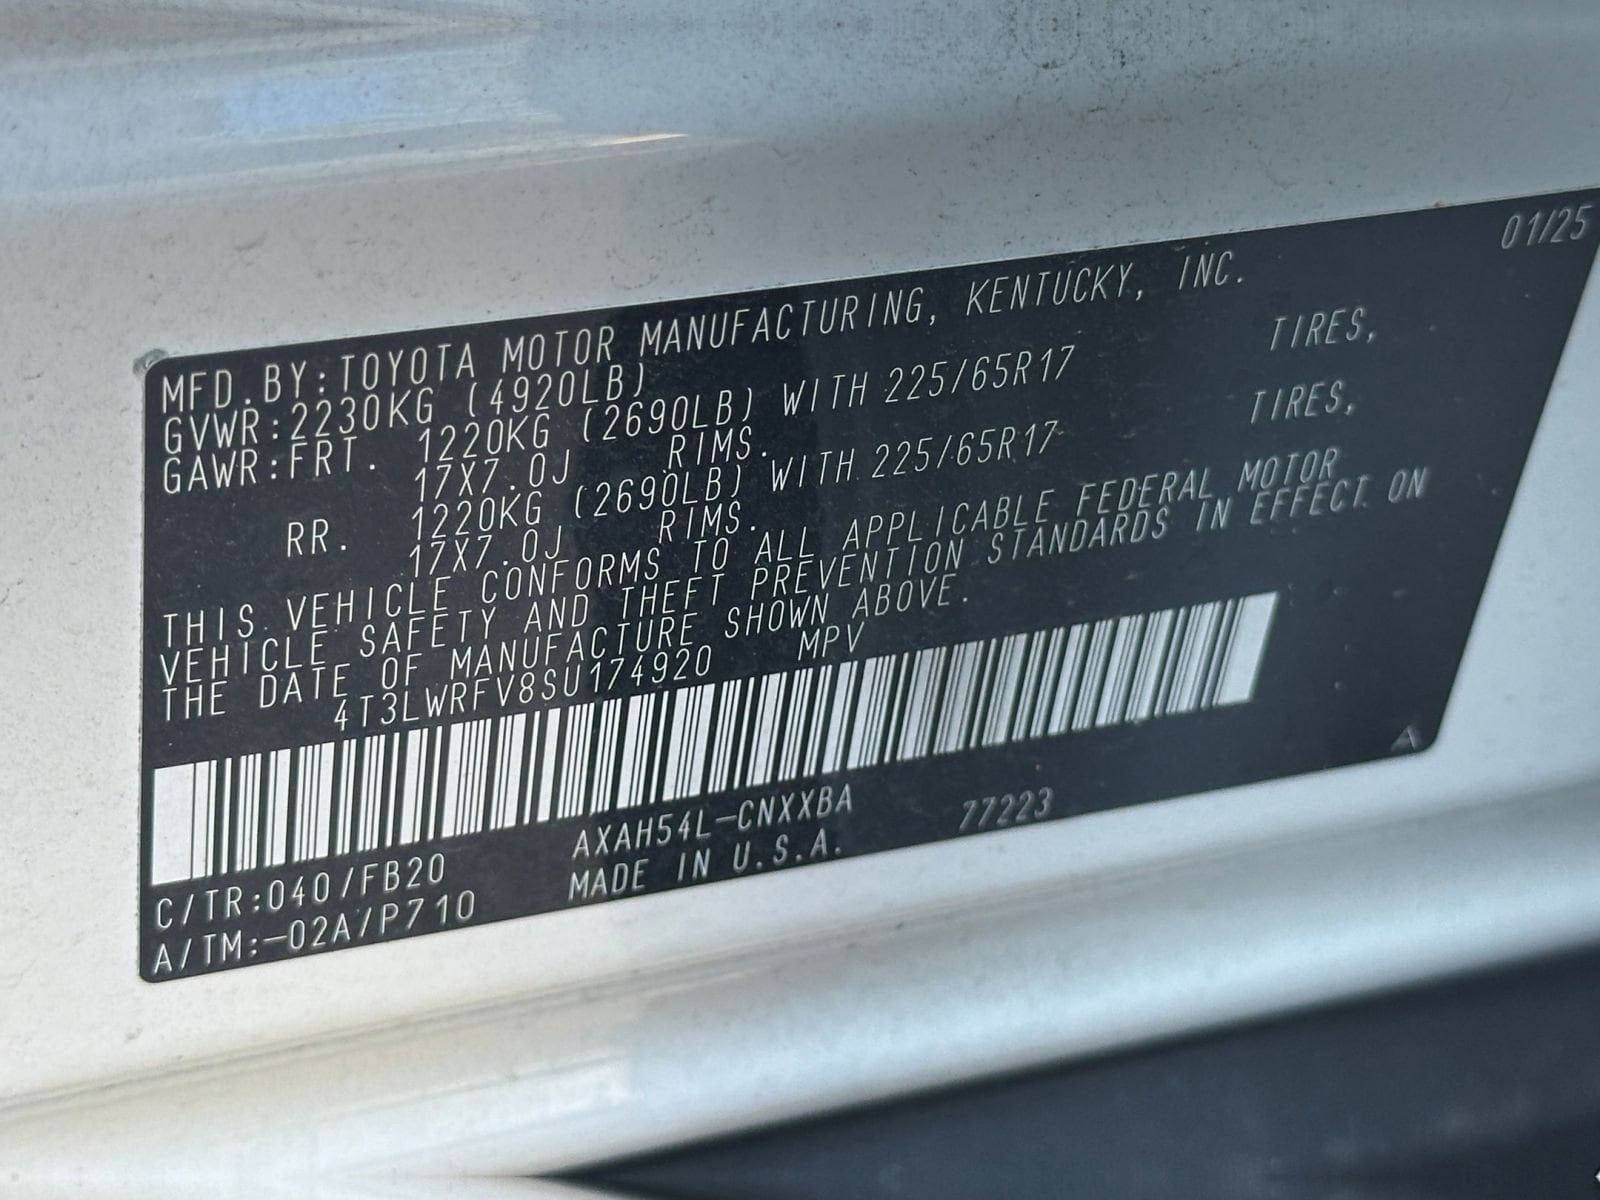 01/25
MFD.BY:TOYOTA MOTOR MANUFACTURING, KENTUCKY, INC.
GVWR:2230KG (4920LB)
GAWR:FRT. 1220KG (2690LB) WITH 225/65R17 TIRES,
17X7.0J RIMS.
RR. 1220KG (2690LB) WITH 225/65R17 TIRES,
17X7.0J RIMS.
THIS VEHICLE CONFORMS TO ALL APPLICABLE FEDERAL MOTOR
VEHICLE SAFETY AND THEFT PREVENTION STANDARDS IN EFFECT ON
THE DATE OF MANUFACTURE SHOWN ABOVE.
4T3LWRFV8SU174920 MPV
A
C/TR:040/FB20 AXAH54L-CNXXBA 77223
A/TM:-02A/P710 MADE IN U.S.A.